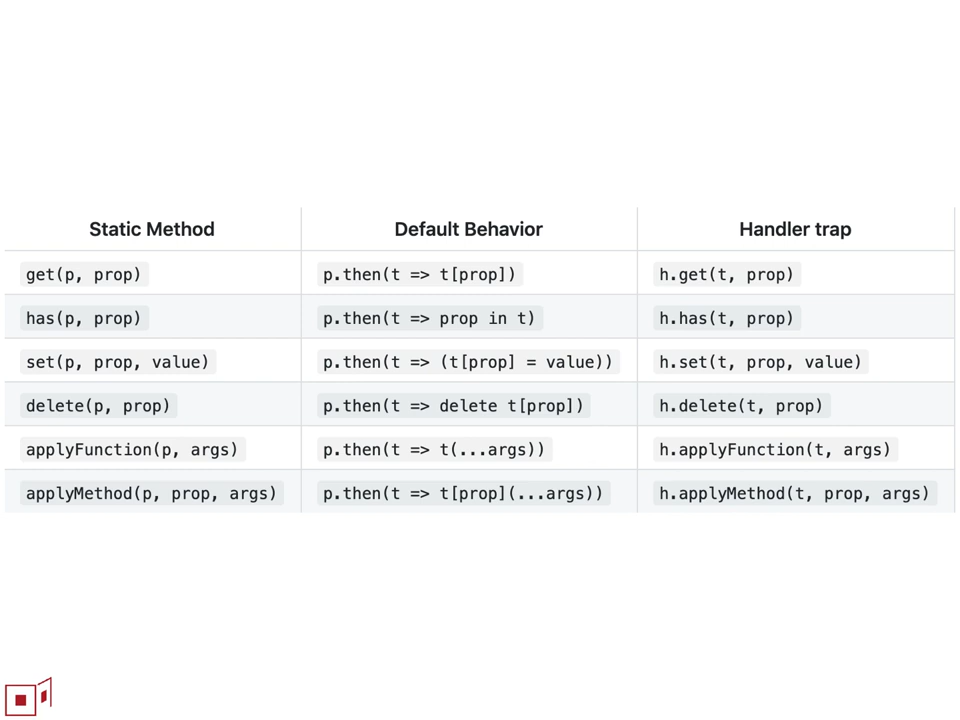 Static Method Default Behavior Handler trap
get(p, prop) p.then(t => t[prop]) h.get(t, prop)
has(p, prop) p.then(t => prop in t) h.has(t, prop)
set(p, prop, value) p.then(t => (t[prop] = value)) h.set(t, prop, value)
delete(p, prop) p.then(t => delete t[prop]) h.delete(t, prop)
applyFunction(p, args) p.then(t => t(...args)) h.applyFunction(t, args)
applyMethod(p, prop, args) p.then(t => t[prop](...args)) h.applyMethod(t, prop, args)